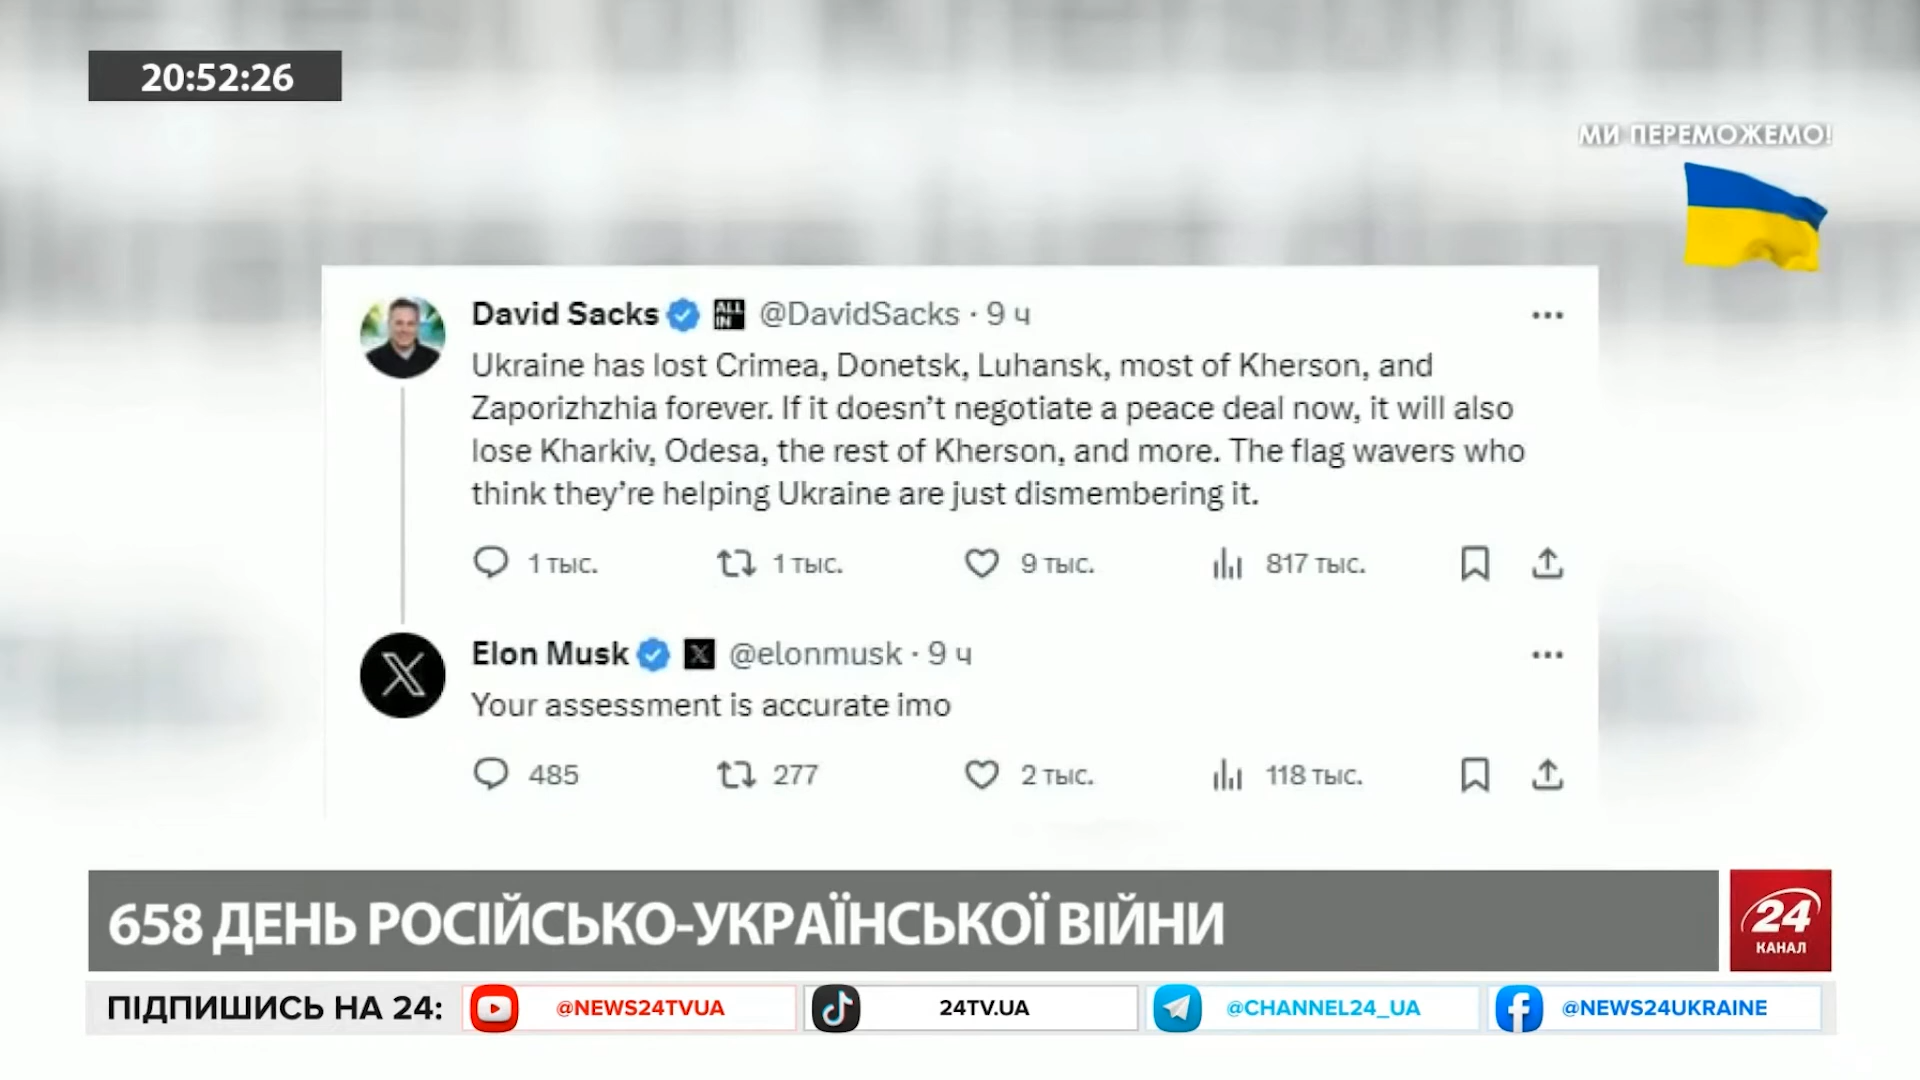 20:52:26
МИ ПЕРЕМОЖЕМО!
David Sacks ALL IN @DavidSacks · 9 ч
Ukraine has lost Crimea, Donetsk, Luhansk, most of Kherson, and
Zaporizhzhia forever. If it doesn’t negotiate a peace deal now, it will also
lose Kharkiv, Odesa, the rest of Kherson, and more. The flag wavers who
think they’re helping Ukraine are just dismembering it.
1 тыс. 1 тыс. 9 тыс. 817 тыс.
Elon Musk X @elonmusk · 9 ч
Your assessment is accurate imo
485 277 2 тыс. 118 тыс.
658 ДЕНЬ РОСІЙСЬКО-УКРАЇНСЬКОЇ ВІЙНИ
24
КАНАЛ
ПІДПИШИСЬ НА 24: @NEWS24TVUA 24TV.UA @CHANNEL24_UA @NEWS24UKRAINE